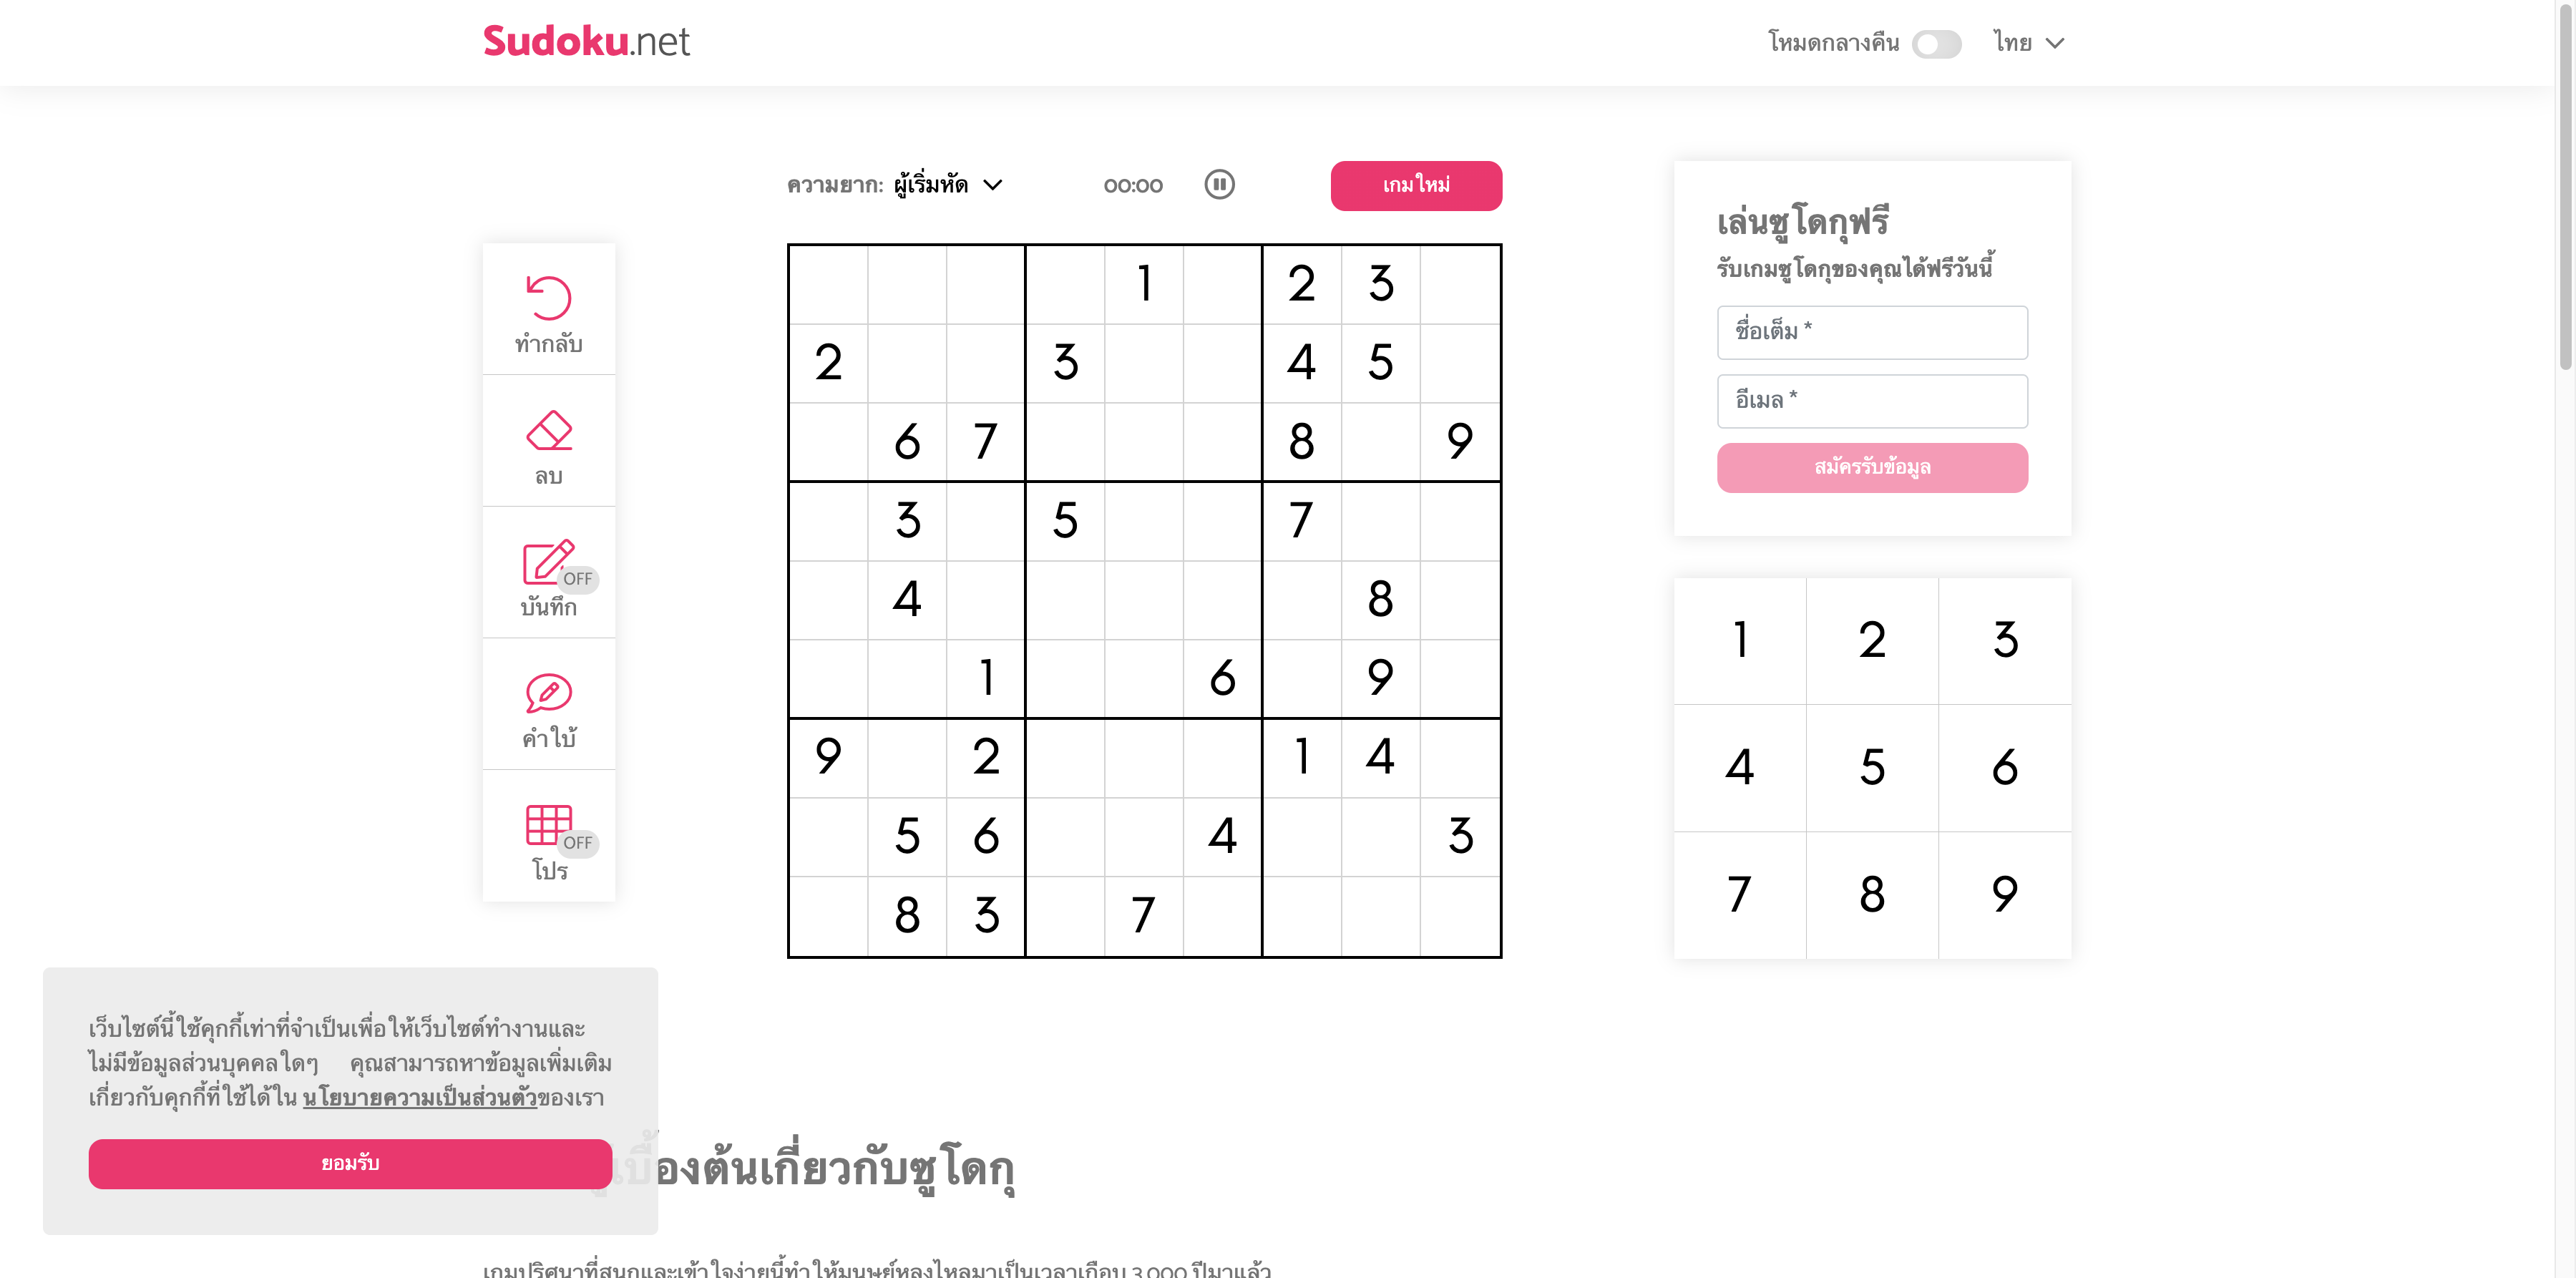 Sudoku.net
โหมดกลางคืน ไทย
ความยาก: ผู้เริ่มหัด 00:00 เกมใหม่
ทำกลับ
ลบ
OFF
บันทึก
คำใบ้
OFF
โปร
1 2 3
2 3 4 5
6 7 8 9
3 5 7
4 8
1 6 9
9 2 1 4
5 6 4 3
8 3 7
เล่นซูโดกุฟรี
รับเกมซูโดกุของคุณได้ฟรีวันนี้
ชื่อเต็ม *
อีเมล *
สมัครรับข้อมูล
1 2 3
4 5 6
7 8 9
เว็บไซต์นี้ใช้คุกกี้เท่าที่จำเป็นเพื่อให้เว็บไซต์ทำงานและ
ไม่มีข้อมูลส่วนบุคคลใดๆ คุณสามารถหาข้อมูลเพิ่มเติม
เกี่ยวกับคุกกี้ที่ใช้ได้ใน นโยบายความเป็นส่วนตัวของเรา
ยอมรับ
เบื้องต้นเกี่ยวกับซูโดกุ
เกมปริศนาที่สนุกและเข้าใจง่ายนี้ทำให้มนุษย์หลงใหลมาเป็นเวลาเกือบ 3,000 ปีมาแล้ว